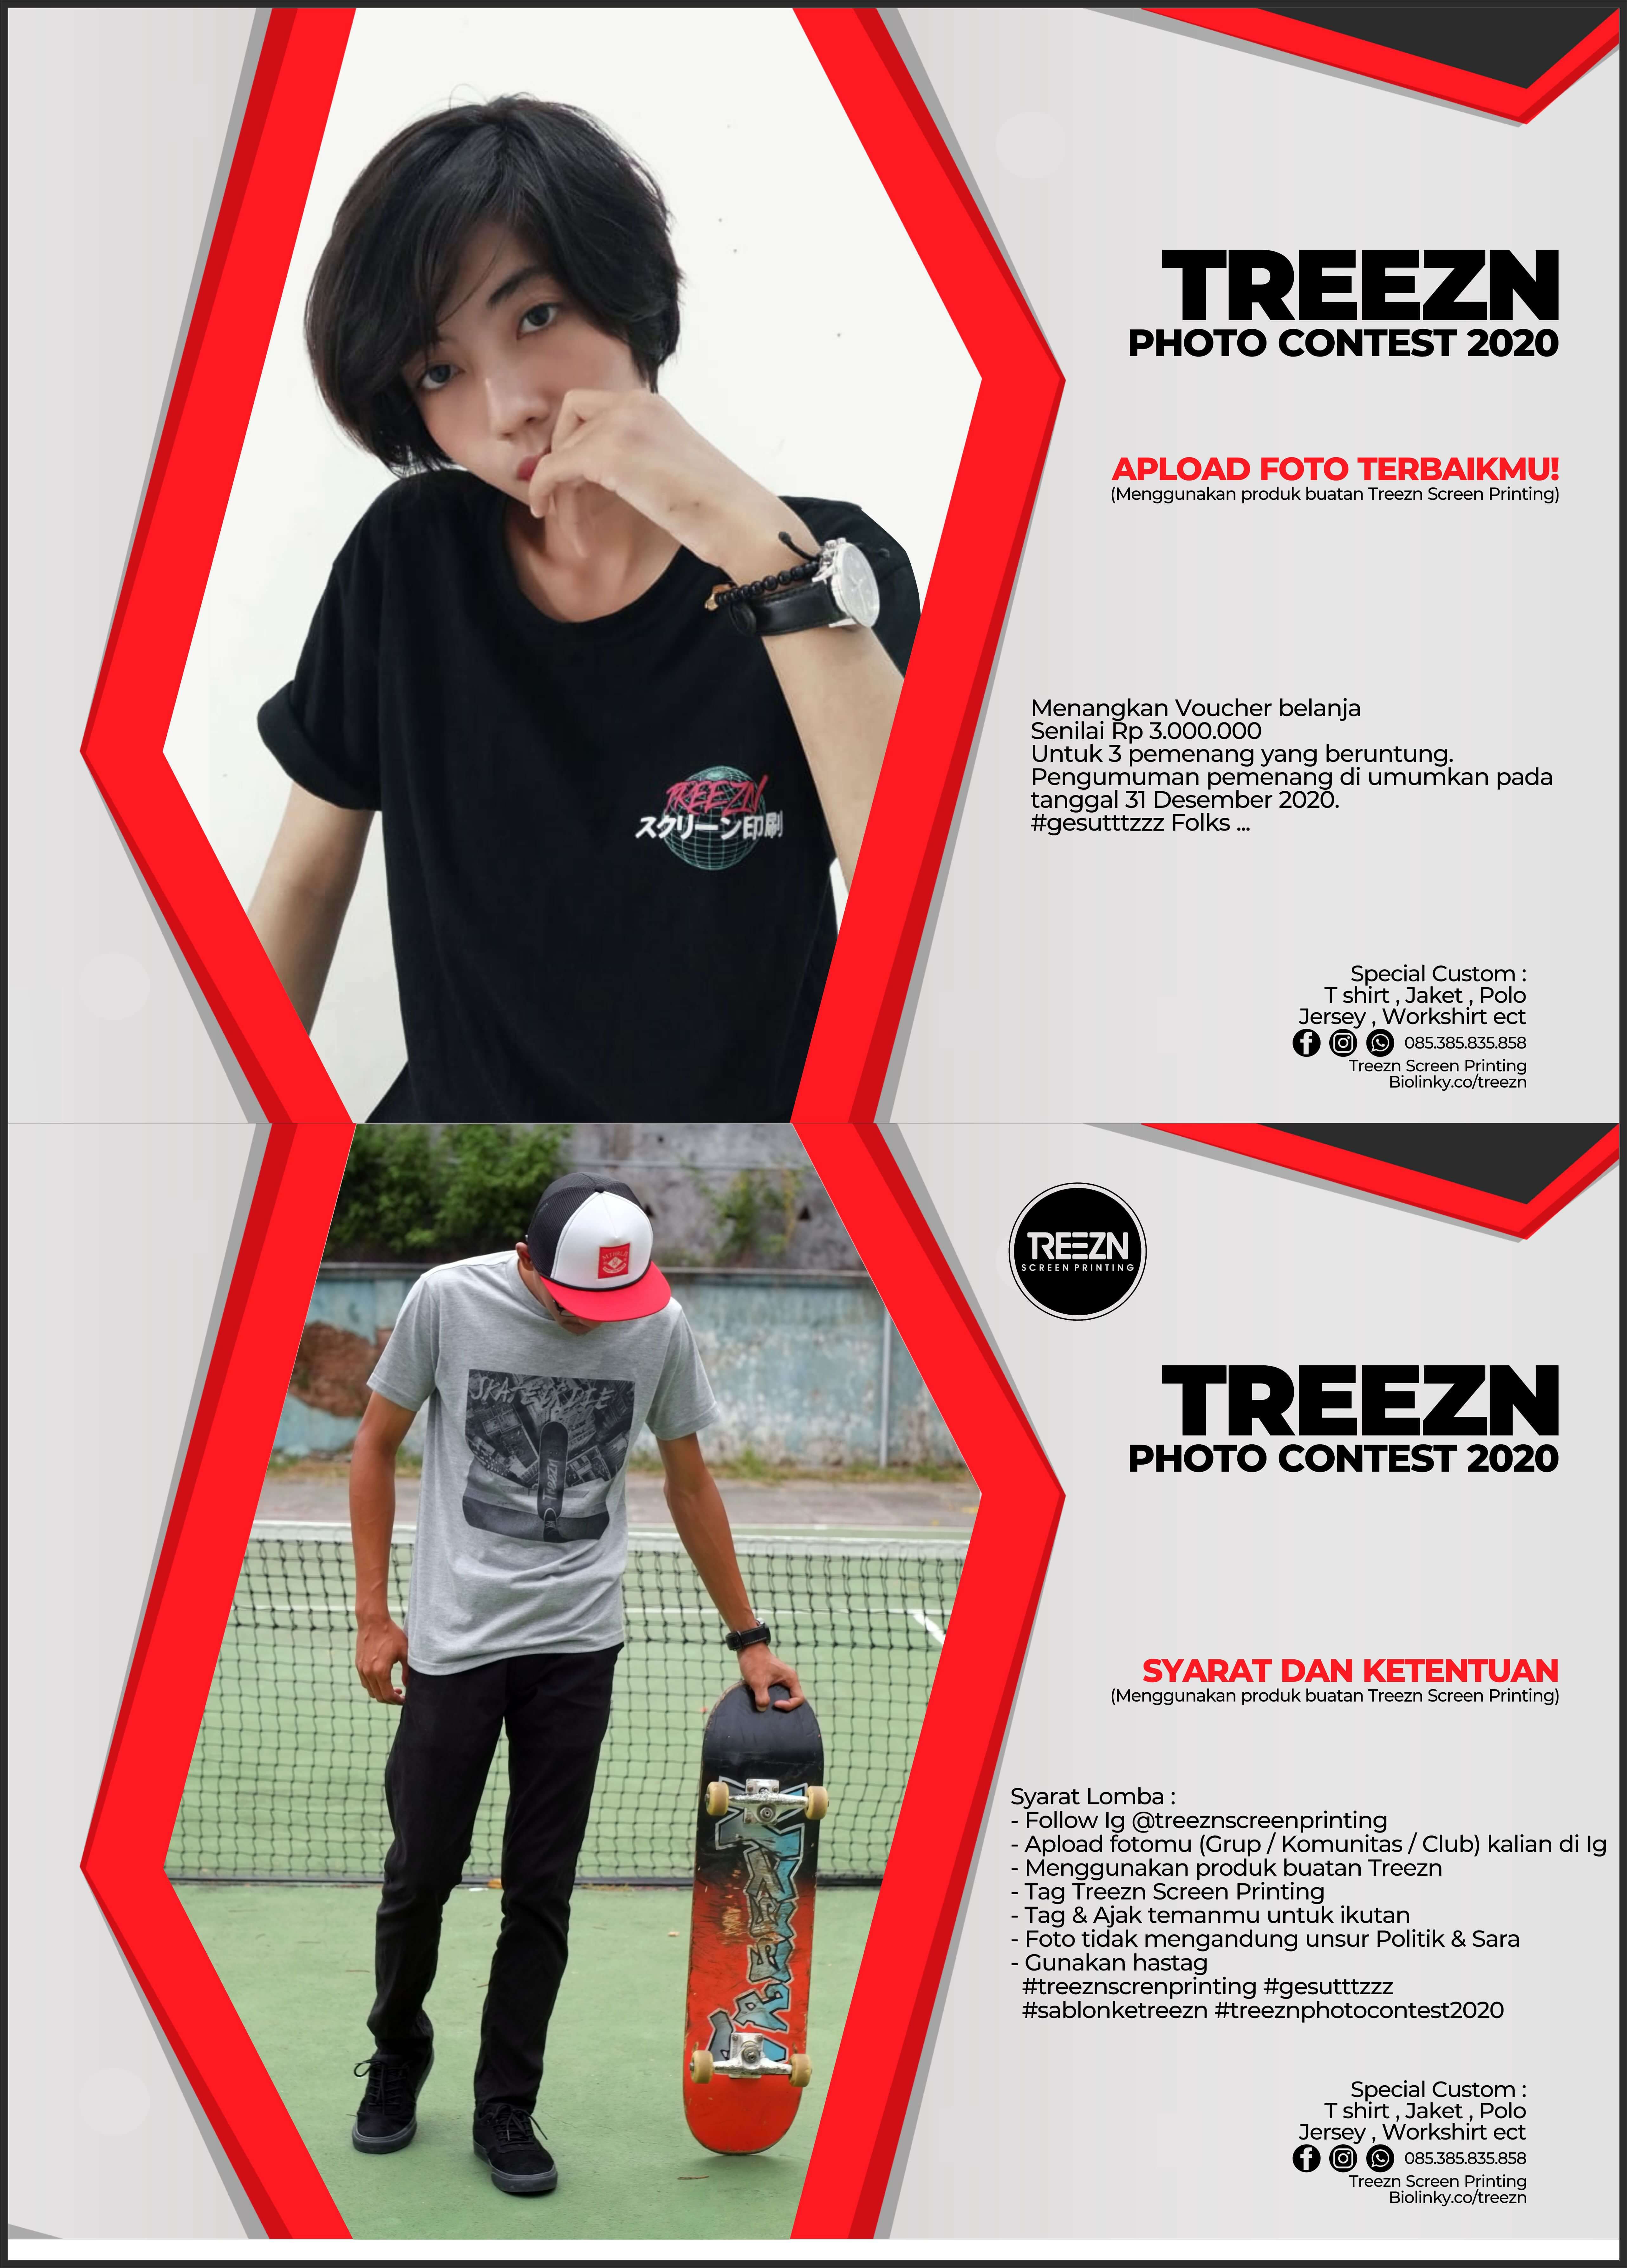 TREEZN
PHOTO CONTEST 2020
APLOAD FOTO TERBAIKMU!
(Menggunakan produk buatan Treezn Screen Printing)
TREEZN
スクリーン印刷
Menangkan Voucher belanja
Senilai Rp 3.000.000
Untuk 3 pemenang yang beruntung.
Pengumuman pemenang di umumkan pada
tanggal 31 Desember 2020.
#gesutttzzz Folks ...
Special Custom :
T shirt , Jaket , Polo
Jersey , Workshirt ect
085.385.835.858
Treezn Screen Printing
Biolinky.co/treezn
TREEZN
SCREEN PRINTING
TREEZN
PHOTO CONTEST 2020
Treezn
SYARAT DAN KETENTUAN
(Menggunakan produk buatan Treezn Screen Printing)
Syarat Lomba :
- Follow Ig @treeznscreenprinting
- Apload fotomu (Grup / Komunitas / Club) kalian di Ig
- Menggunakan produk buatan Treezn
- Tag Treezn Screen Printing
- Tag & Ajak temanmu untuk ikutan
- Foto tidak mengandung unsur Politik & Sara
- Gunakan hastag
#treeznscrenprinting #gesutttzzz
#sablonketreezn #treeznphotocontest2020
Special Custom :
T shirt , Jaket , Polo
Jersey , Workshirt ect
085.385.835.858
Treezn Screen Printing
Biolinky.co/treezn